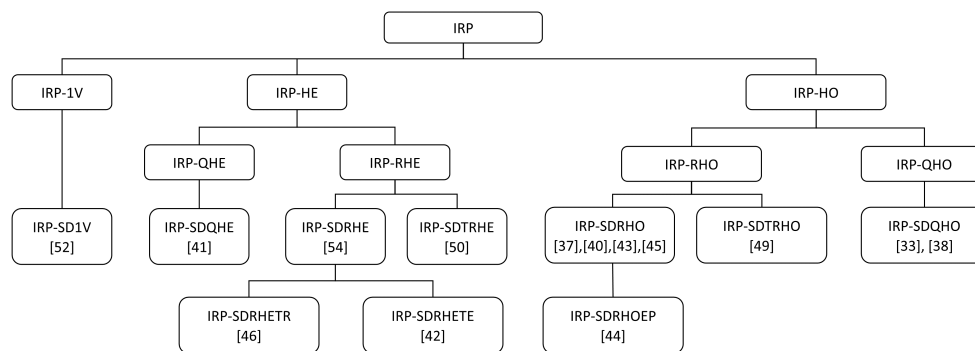 IRP
IRP-1V
IRP-HE
IRP-HO
IRP-QHE
IRP-RHE
IRP-RHO
IRP-QHO
IRP-SD1V
[52]
IRP-SDQHE
[41]
IRP-SDRHE
[54]
IRP-SDTRHE
[50]
IRP-SDRHO
[37],[40],[43],[45]
IRP-SDTRHO
[49]
IRP-SDQHO
[33], [38]
IRP-SDRHETR
[46]
IRP-SDRHETE
[42]
IRP-SDRHOEP
[44]